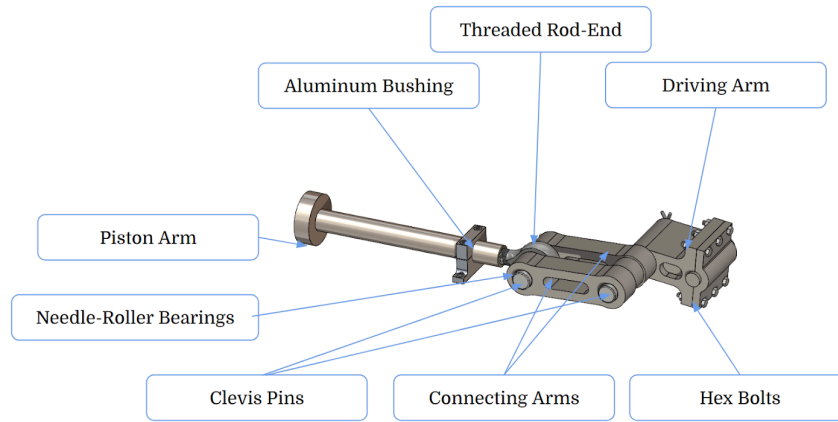 Threaded Rod-End
Aluminum Bushing
Driving Arm
Piston Arm
Needle-Roller Bearings
Clevis Pins
Connecting Arms
Hex Bolts